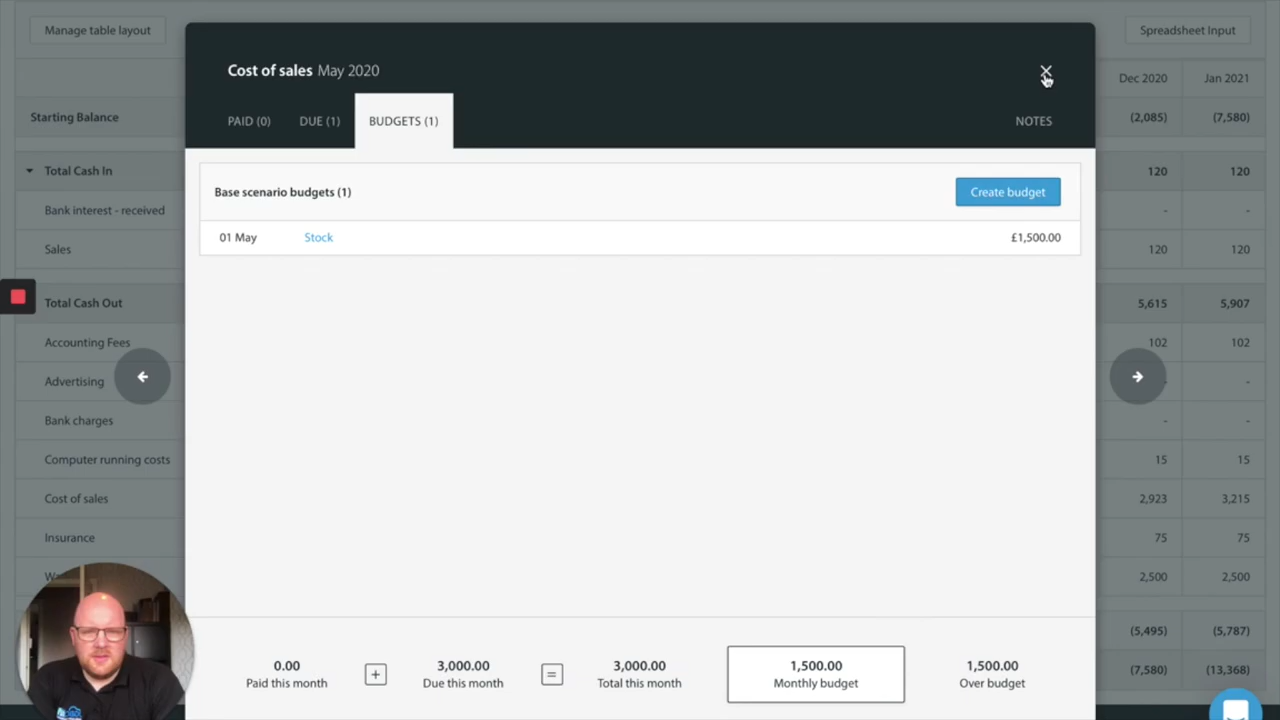 Manage table layout
Spreadsheet Input
Cost of sales May 2020
Dec 2020 Jan 2021
PAID (0) DUE (1) BUDGETS (1) NOTES
Starting Balance (2,085) (7,580)
Total Cash In 120 120
Base scenario budgets (1) Create budget
Bank interest - received - -
01 May Stock £1,500.00
Sales 120 120
Total Cash Out 5,615 5,907
Accounting Fees 102 102
Advertising - -
Bank charges - -
Computer running costs 15 15
Cost of sales 2,923 3,215
Insurance 75 75
2,500 2,500
(5,495) (5,787)
0.00 + 3,000.00 = 3,000.00 1,500.00 1,500.00
Paid this month Due this month Total this month Monthly budget Over budget
(7,580) (13,368)